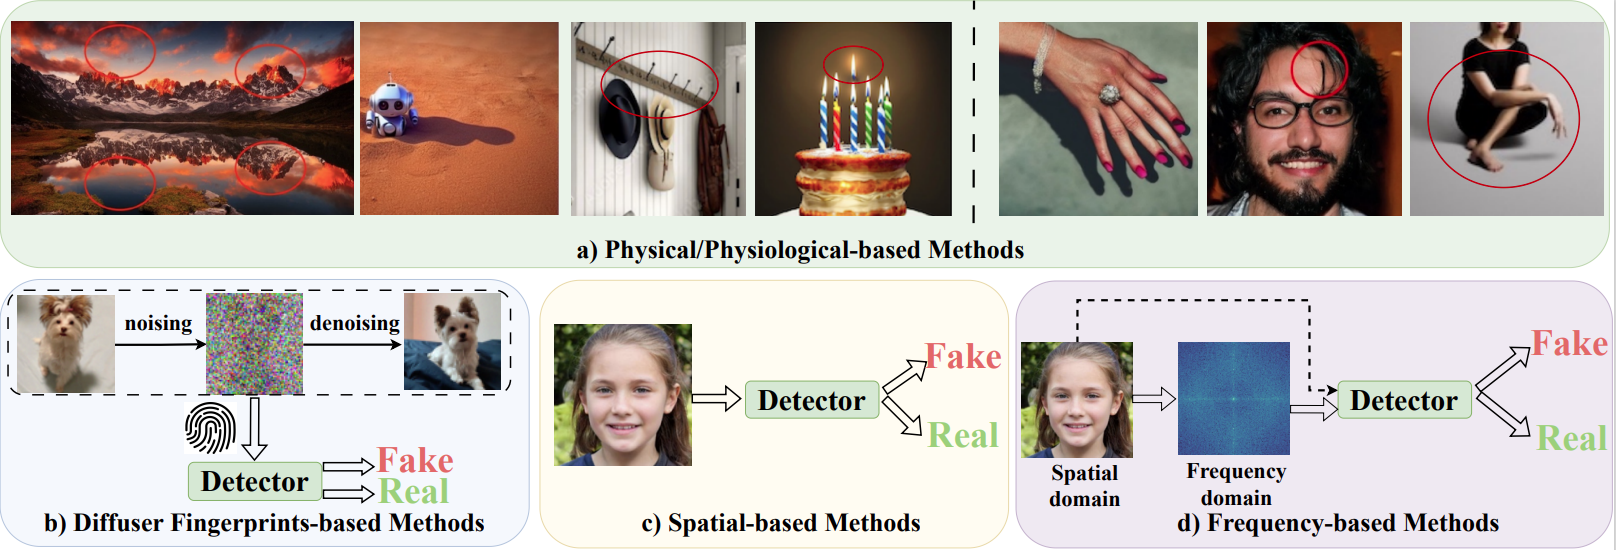 a) Physical/Physiological-based Methods
noising
denoising
Detector
Fake
Real
b) Diffuser Fingerprints-based Methods
Detector
Fake
Real
c) Spatial-based Methods
Spatial
domain
Frequency
domain
Detector
Fake
Real
d) Frequency-based Methods